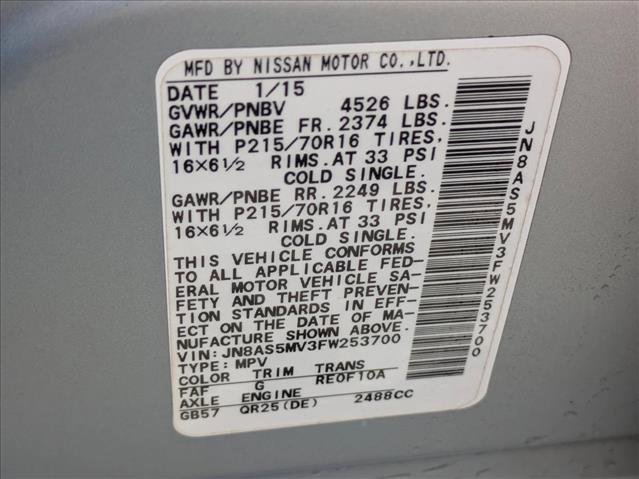 MFD BY NISSAN MOTOR CO.,LTD.
DATE 1/15
GVWR/PNBV 4526 LBS.
GAWR/PNBE FR. 2374 LBS.
WITH P215/70R16 TIRES,
16X6½ RIMS.AT 33 PSI
COLD SINGLE.
GAWR/PNBE RR. 2249 LBS.
WITH P215/70R16 TIRES,
16X6½ RIMS.AT 33 PSI
COLD SINGLE.
THIS VEHICLE CONFORMS
TO ALL APPLICABLE FED-
ERAL MOTOR VEHICLE SA-
FETY AND THEFT PREVEN-
TION STANDARDS IN EFF-
ECT ON THE DATE OF MA-
NUFACTURE SHOWN ABOVE.
VIN: JN8AS5MV3FW253700
TYPE: MPV
COLOR TRIM TRANS
FAF G RE0F10A
AXLE ENGINE
GB57 QR25(DE) 2488CC
JN8AS5MV3FW253700